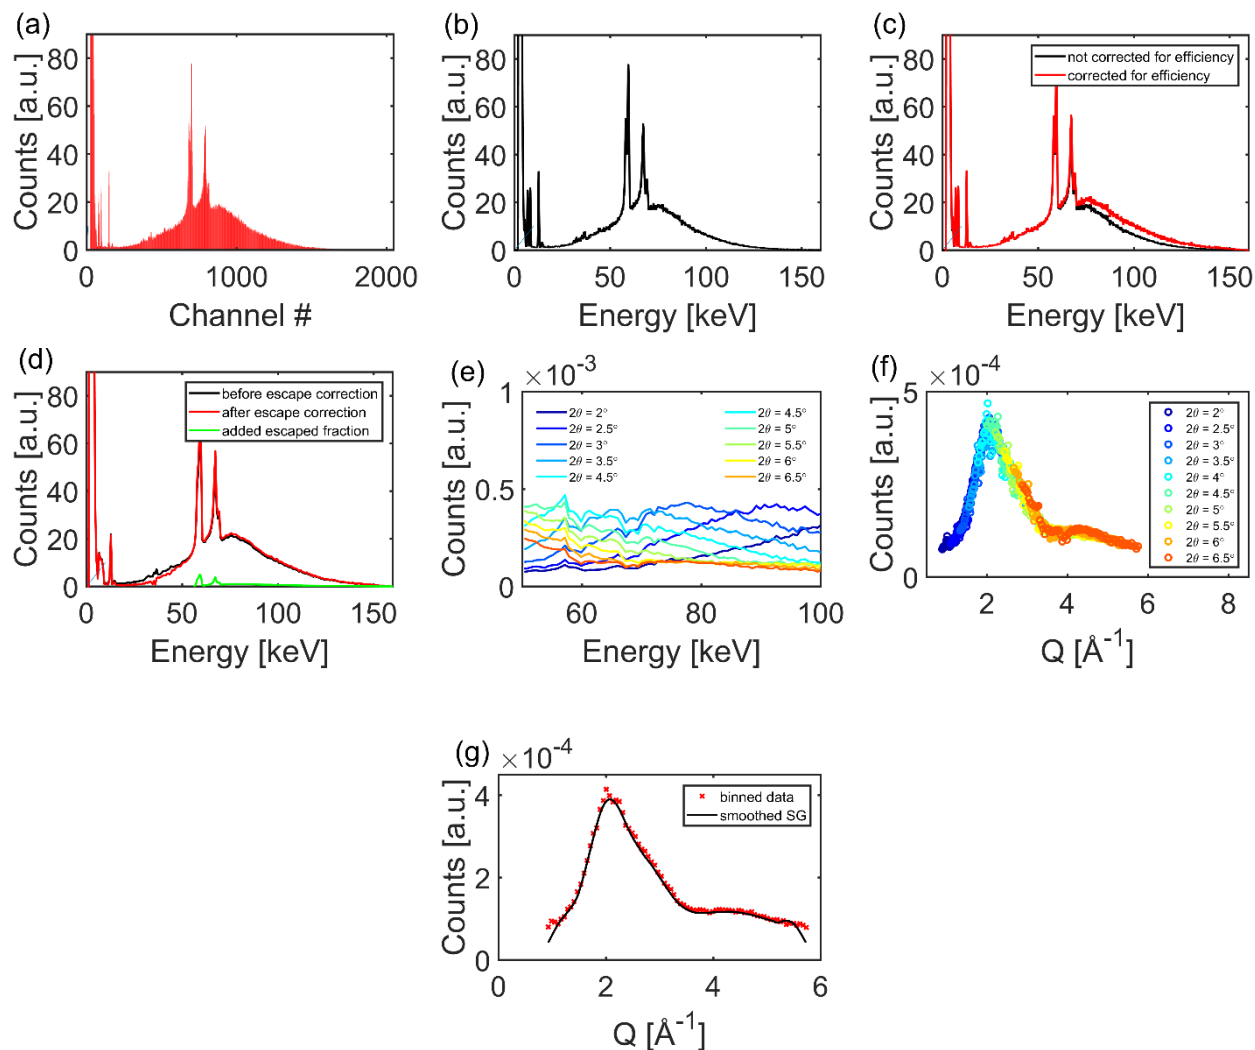 (a)
80
60
40
20
0
Counts [a.u.]
0
1000
2000
Channel #
(b)
80
60
40
20
0
Counts [a.u.]
0
50
100
150
Energy [keV]
(c)
80
60
40
20
0
Counts [a.u.]
not corrected for efficiency
corrected for efficiency
0
50
100
150
Energy [keV]
(d)
80
60
40
20
0
Counts [a.u.]
before escape correction
after escape correction
added escaped fraction
0
50
100
150
Energy [keV]
(e)
×10⁻³
1
0.5
0
Counts [a.u.]
2θ = 2°
2θ = 2.5°
2θ = 3°
2θ = 3.5°
2θ = 4.5°
2θ = 4.5°
2θ = 5°
2θ = 5.5°
2θ = 6°
2θ = 6.5°
60
80
100
Energy [keV]
(f)
×10⁻⁴
5
0
Counts [a.u.]
2θ = 2°
2θ = 2.5°
2θ = 3°
2θ = 3.5°
2θ = 4°
2θ = 4.5°
2θ = 5°
2θ = 5.5°
2θ = 6°
2θ = 6.5°
2
4
6
8
Q [Å⁻¹]
(g)
×10⁻⁴
4
2
0
Counts [a.u.]
binned data
smoothed SG
0
2
4
6
Q [Å⁻¹]